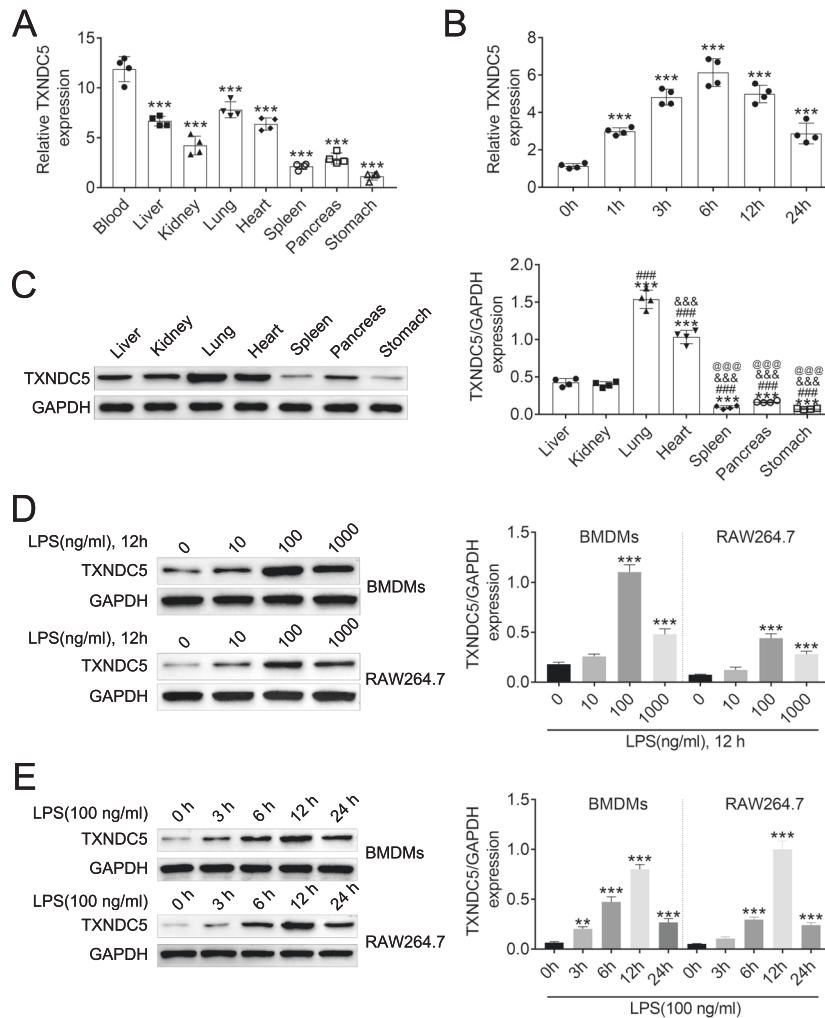 A
Relative TXNDC5
expression
15
10
5
0
***
***
***
***
***
***
***
Blood
Liver
Kidney
Lung
Heart
Spleen
Pancreas
Stomach
B
Relative TXNDC5
expression
8
6
4
2
0
***
***
***
***
***
0h
1h
3h
6h
12h
24h
C
Liver
Kidney
Lung
Heart
Spleen
Pancreas
Stomach
TXNDC5
GAPDH
TXNDC5/GAPDH
expression
2.0
1.5
1.0
0.5
0.0
###
***
&&&
###
***
@@@
&&&
###
***
@@@
&&&
###
***
@@@
&&&
###
***
Liver
Kidney
Lung
Heart
Spleen
Pancreas
Stomach
D
LPS(ng/ml), 12h 0 10 100 1000
TXNDC5
GAPDH
BMDMs
LPS(ng/ml), 12h 0 10 100 1000
TXNDC5
GAPDH
RAW264.7
TXNDC5/GAPDH
expression
1.5
1.0
0.5
0.0
BMDMs
RAW264.7
***
***
***
***
0 10 100 1000 0 10 100 1000
LPS(ng/ml), 12 h
E
LPS(100 ng/ml) 0 h 3 h 6 h 12 h 24 h
TXNDC5
GAPDH
BMDMs
LPS(100 ng/ml) 0 h 3 h 6 h 12 h 24 h
TXNDC5
GAPDH
RAW264.7
TXNDC5/GAPDH
expression
1.5
1.0
0.5
0.0
BMDMs
RAW264.7
**
***
***
***
***
***
***
0h 3h 6h 12h 24h 0h 3h 6h 12h 24h
LPS(100 ng/ml)